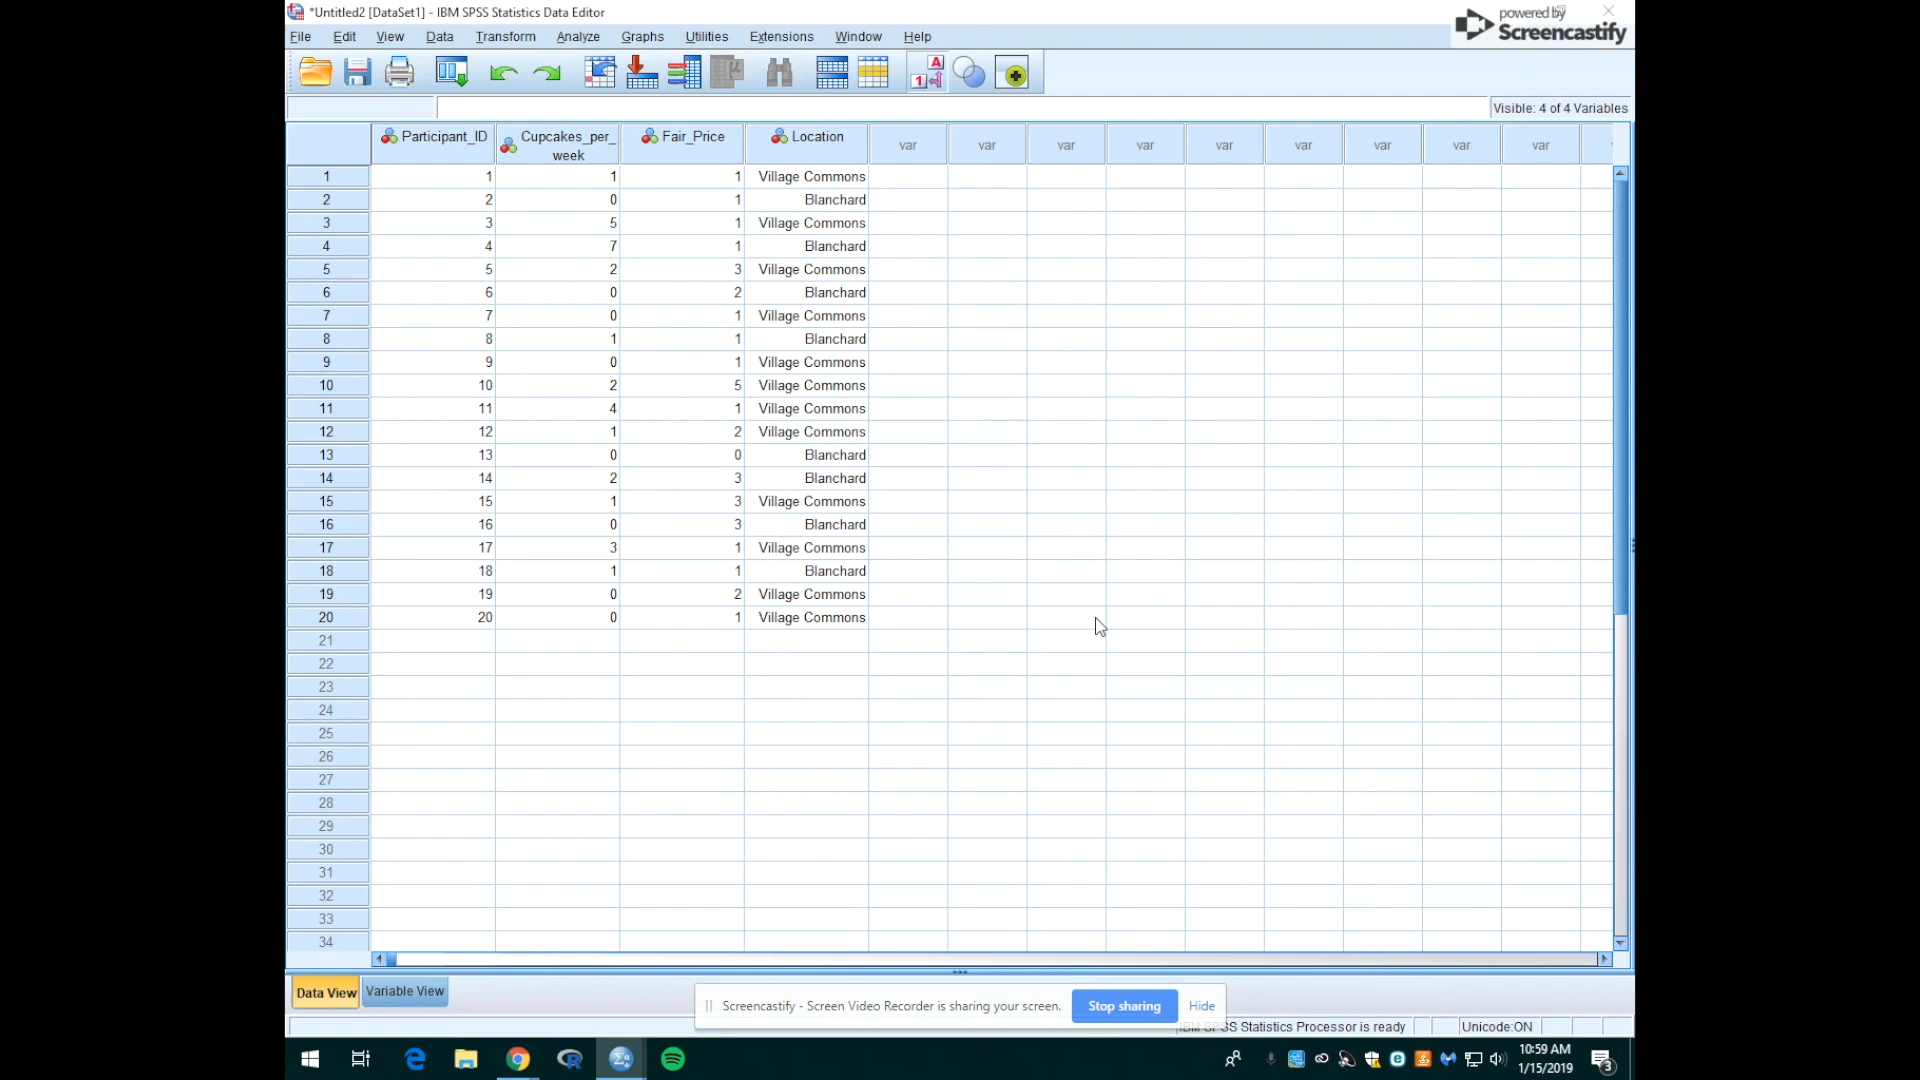 *Untitled2 [DataSet1] - IBM SPSS Statistics Data Editor
powered by
Screencastify
File Edit View Data Transform Analyze Graphs Utilities Extensions Window Help
Visible: 4 of 4 Variables
Participant_ID Cupcakes_per_week Fair_Price Location var var var var var var var var var
1 1 1 1 Village Commons
2 2 0 1 Blanchard
3 3 5 1 Village Commons
4 4 7 1 Blanchard
5 5 2 3 Village Commons
6 6 0 2 Blanchard
7 7 0 1 Village Commons
8 8 1 1 Blanchard
9 9 0 1 Village Commons
10 10 2 5 Village Commons
11 11 4 1 Village Commons
12 12 1 2 Village Commons
13 13 0 0 Blanchard
14 14 2 3 Blanchard
15 15 1 3 Village Commons
16 16 0 3 Blanchard
17 17 3 1 Village Commons
18 18 1 1 Blanchard
19 19 0 2 Village Commons
20 20 0 1 Village Commons
21
22
23
24
25
26
27
28
29
30
31
32
33
34
Data View Variable View
Screencastify - Screen Video Recorder is sharing your screen. Stop sharing Hide
IBM SPSS Statistics Processor is ready Unicode:ON
10:59 AM
1/15/2019
3